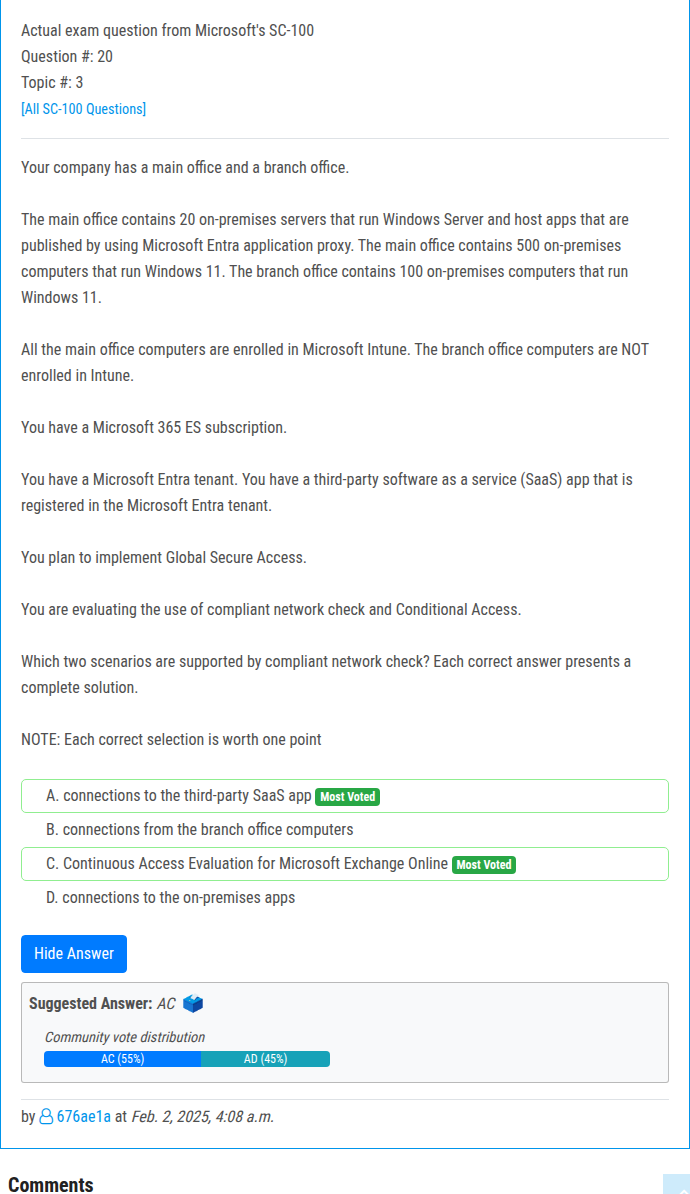 Actual exam question from Microsoft's SC-100
Question #: 20
Topic #: 3
[All SC-100 Questions]
Your company has a main office and a branch office.
The main office contains 20 on-premises servers that run Windows Server and host apps that are
published by using Microsoft Entra application proxy. The main office contains 500 on-premises
computers that run Windows 11. The branch office contains 100 on-premises computers that run
Windows 11.
All the main office computers are enrolled in Microsoft Intune. The branch office computers are NOT
enrolled in Intune.
You have a Microsoft 365 ES subscription.
You have a Microsoft Entra tenant. You have a third-party software as a service (SaaS) app that is
registered in the Microsoft Entra tenant.
You plan to implement Global Secure Access.
You are evaluating the use of compliant network check and Conditional Access.
Which two scenarios are supported by compliant network check? Each correct answer presents a
complete solution.
NOTE: Each correct selection is worth one point
A. connections to the third-party SaaS app Most Voted
B. connections from the branch office computers
C. Continuous Access Evaluation for Microsoft Exchange Online Most Voted
D. connections to the on-premises apps
Hide Answer
Suggested Answer: AC
Community vote distribution
AC (55%) AD (45%)
by 676ae1a at Feb. 2, 2025, 4:08 a.m.
Comments